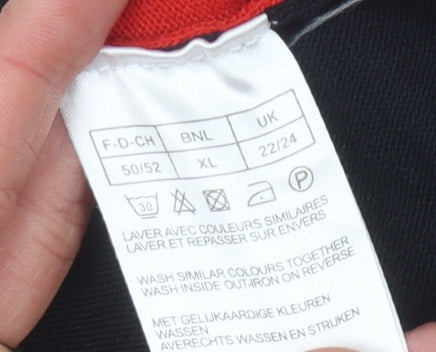 F-D-CH BNL UK
50/52 XL 22/24
30 P
LAVER AVEC COULEURS SIMILAIRES
LAVER ET REPASSER SUR ENVERS
WASH SIMILAR COLOURS TOGETHER
WASH INSIDE OUT-IRON ON REVERSE
MET GELIJKAARDIGE KLEUREN
WASSEN
AVERECHTS WASSEN EN STRIJKEN